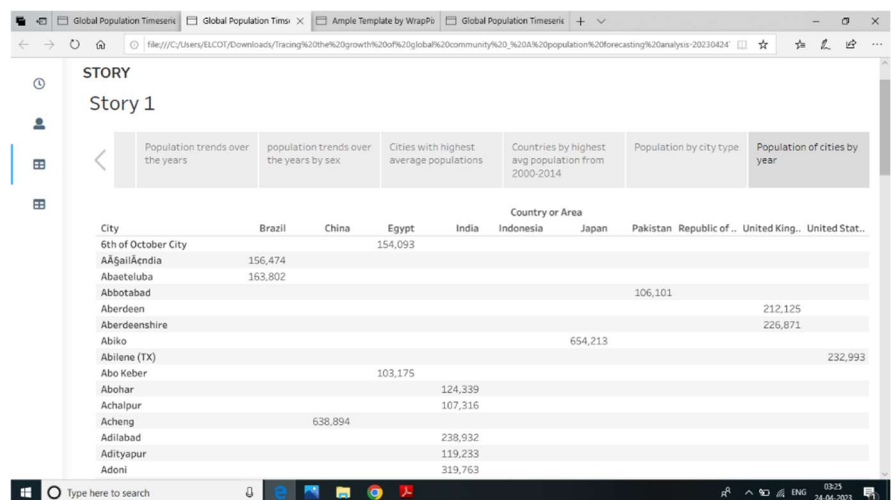 Global Population Timeserie
Global Population Timse
Ample Template by WrapPi
Global Population Timeserie
file:///C:/Users/ELCOT/Downloads/Tracing%20the%20growth%20of%20global%20community%20_%20A%20population%20forecasting%20analysis-20230424
STORY
Story 1
Population trends over the years
population trends over the years by sex
Cities with highest average populations
Countries by highest avg population from 2000-2014
Population by city type
Population of cities by year
Country or Area
City Brazil China Egypt India Indonesia Japan Pakistan Republic of .. United King.. United Stat..
6th of October City 154,093
AÃ§ailÃ¢ndia 156,474
Abaeteluba 163,802
Abbotabad 106,101
Aberdeen 212,125
Aberdeenshire 226,871
Abiko 654,213
Abilene (TX) 232,993
Abo Keber 103,175
Abohar 124,339
Achalpur 107,316
Acheng 638,894
Adilabad 238,932
Adityapur 119,233
Adoni 319,763
Type here to search
ENG
03:25
24-04-2023